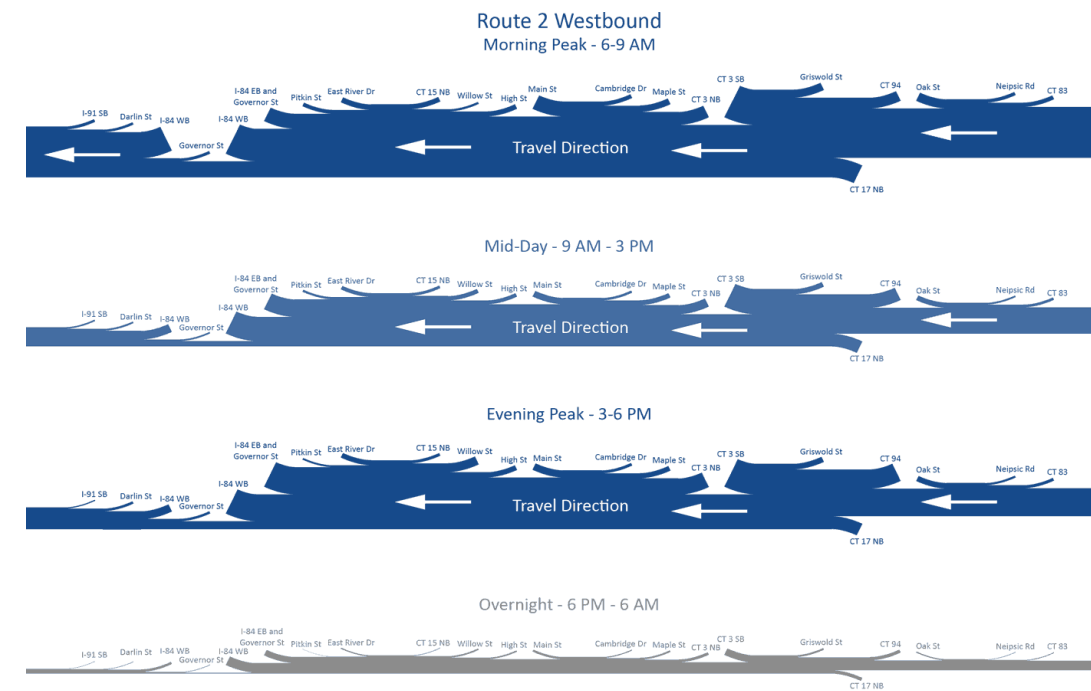 Route 2 Westbound
Morning Peak - 6-9 AM
I-91 SB
Darlin St
I-84 WB
Governor St
I-84 WB
I-84 EB and
Governor St
Pitkin St
East River Dr
CT 15 NB
Willow St
High St
Main St
Cambridge Dr
Maple St
CT 3 NB
CT 3 SB
Griswold St
CT 94
Oak St
Neipsic Rd
CT 83
Travel Direction
CT 17 NB
Mid-Day - 9 AM - 3 PM
I-91 SB
Darlin St
I-84 WB
Governor St
I-84 WB
I-84 EB and
Governor St
Pitkin St
East River Dr
CT 15 NB
Willow St
High St
Main St
Cambridge Dr
Maple St
CT 3 NB
CT 3 SB
Griswold St
CT 94
Oak St
Neipsic Rd
CT 83
Travel Direction
CT 17 NB
Evening Peak - 3-6 PM
I-91 SB
Darlin St
I-84 WB
Governor St
I-84 WB
I-84 EB and
Governor St
Pitkin St
East River Dr
CT 15 NB
Willow St
High St
Main St
Cambridge Dr
Maple St
CT 3 NB
CT 3 SB
Griswold St
CT 94
Oak St
Neipsic Rd
CT 83
Travel Direction
CT 17 NB
Overnight - 6 PM - 6 AM
I-91 SB
Darlin St
I-84 WB
Governor St
I-84 WB
I-84 EB and
Governor St
Pitkin St
East River Dr
CT 15 NB
Willow St
High St
Main St
Cambridge Dr
Maple St
CT 3 NB
CT 3 SB
Griswold St
CT 94
Oak St
Neipsic Rd
CT 83
CT 17 NB